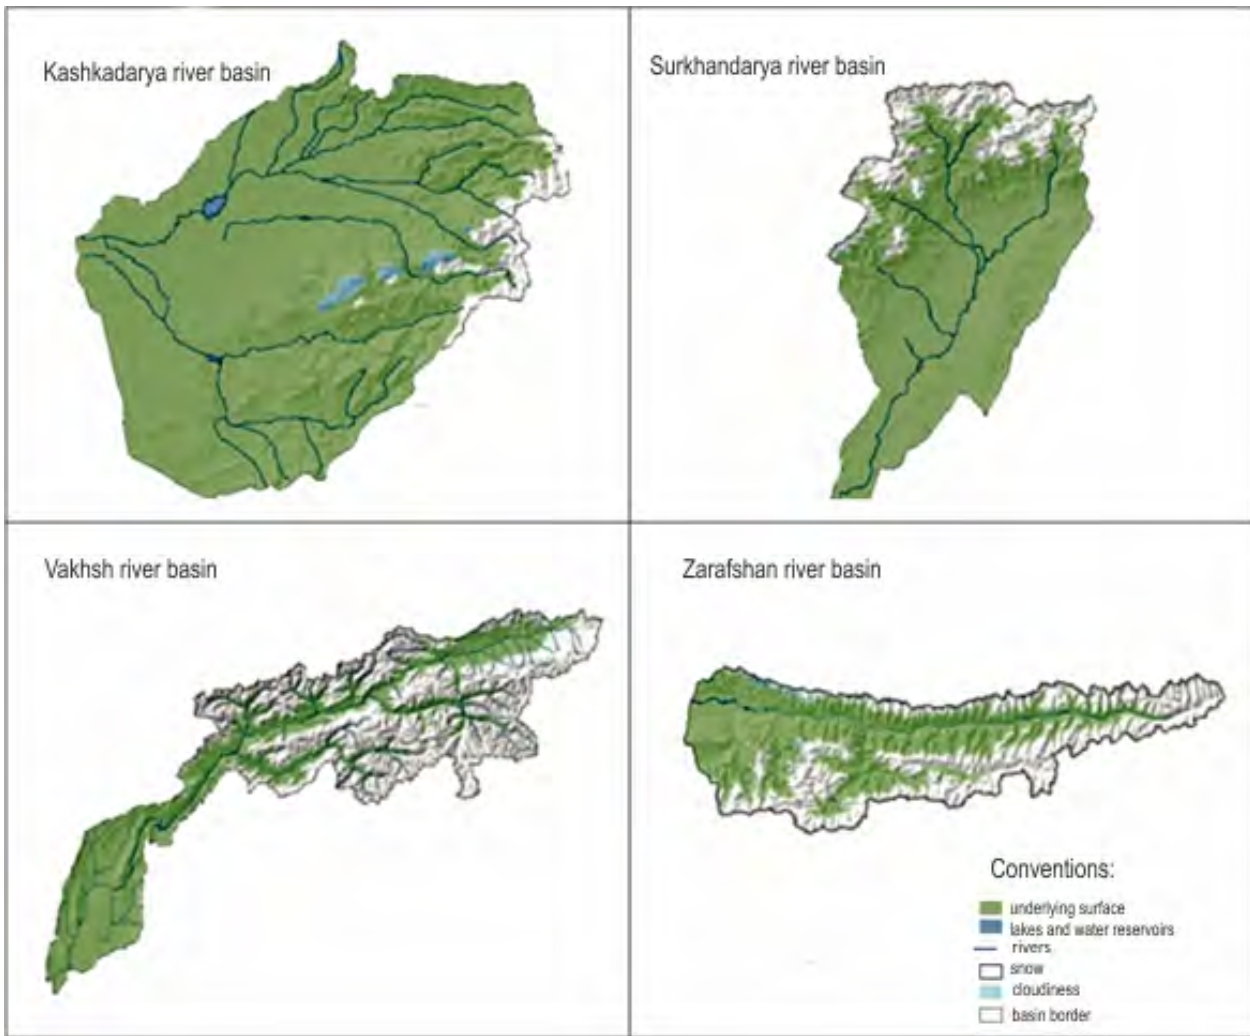 Kashkadarya river basin
Surkhandarya river basin
Vakhsh river basin
Zarafshan river basin
Conventions:
underlying surface
lakes and water reservoirs
rivers
snow
cloudiness
basin border